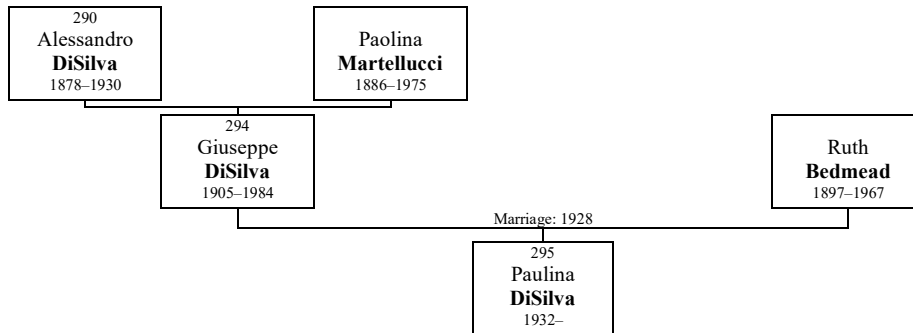 290
Alessandro
DiSilva
1878–1930
Paolina
Martellucci
1886–1975
294
Giuseppe
DiSilva
1905–1984
Ruth
Bedmead
1897–1967
Marriage: 1928
295
Paulina
DiSilva
1932–